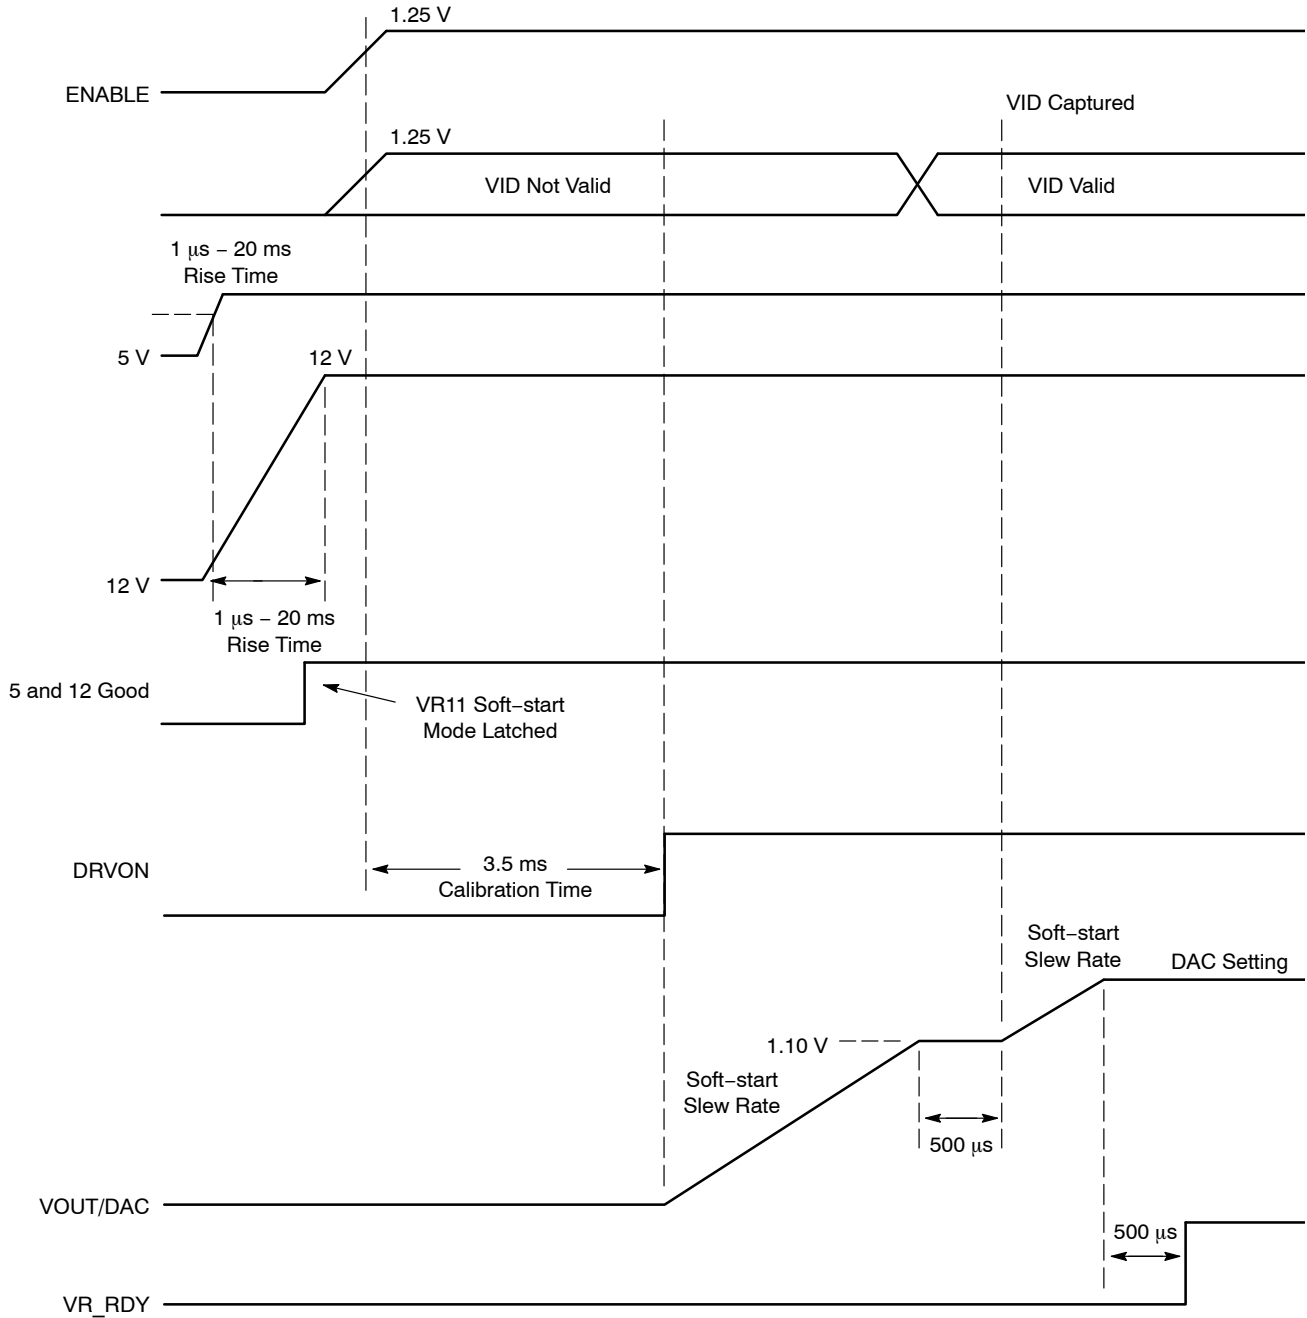 1.25 V
ENABLE
VID Captured
1.25 V
VID Not Valid
VID Valid
1 μs − 20 ms
Rise Time
5 V
12 V
12 V
1 μs − 20 ms
Rise Time
5 and 12 Good
VR11 Soft−start
Mode Latched
DRVON
3.5 ms
Calibration Time
Soft−start
Slew Rate
DAC Setting
1.10 V
Soft−start
Slew Rate
500 μs
VOUT/DAC
500 μs
VR_RDY